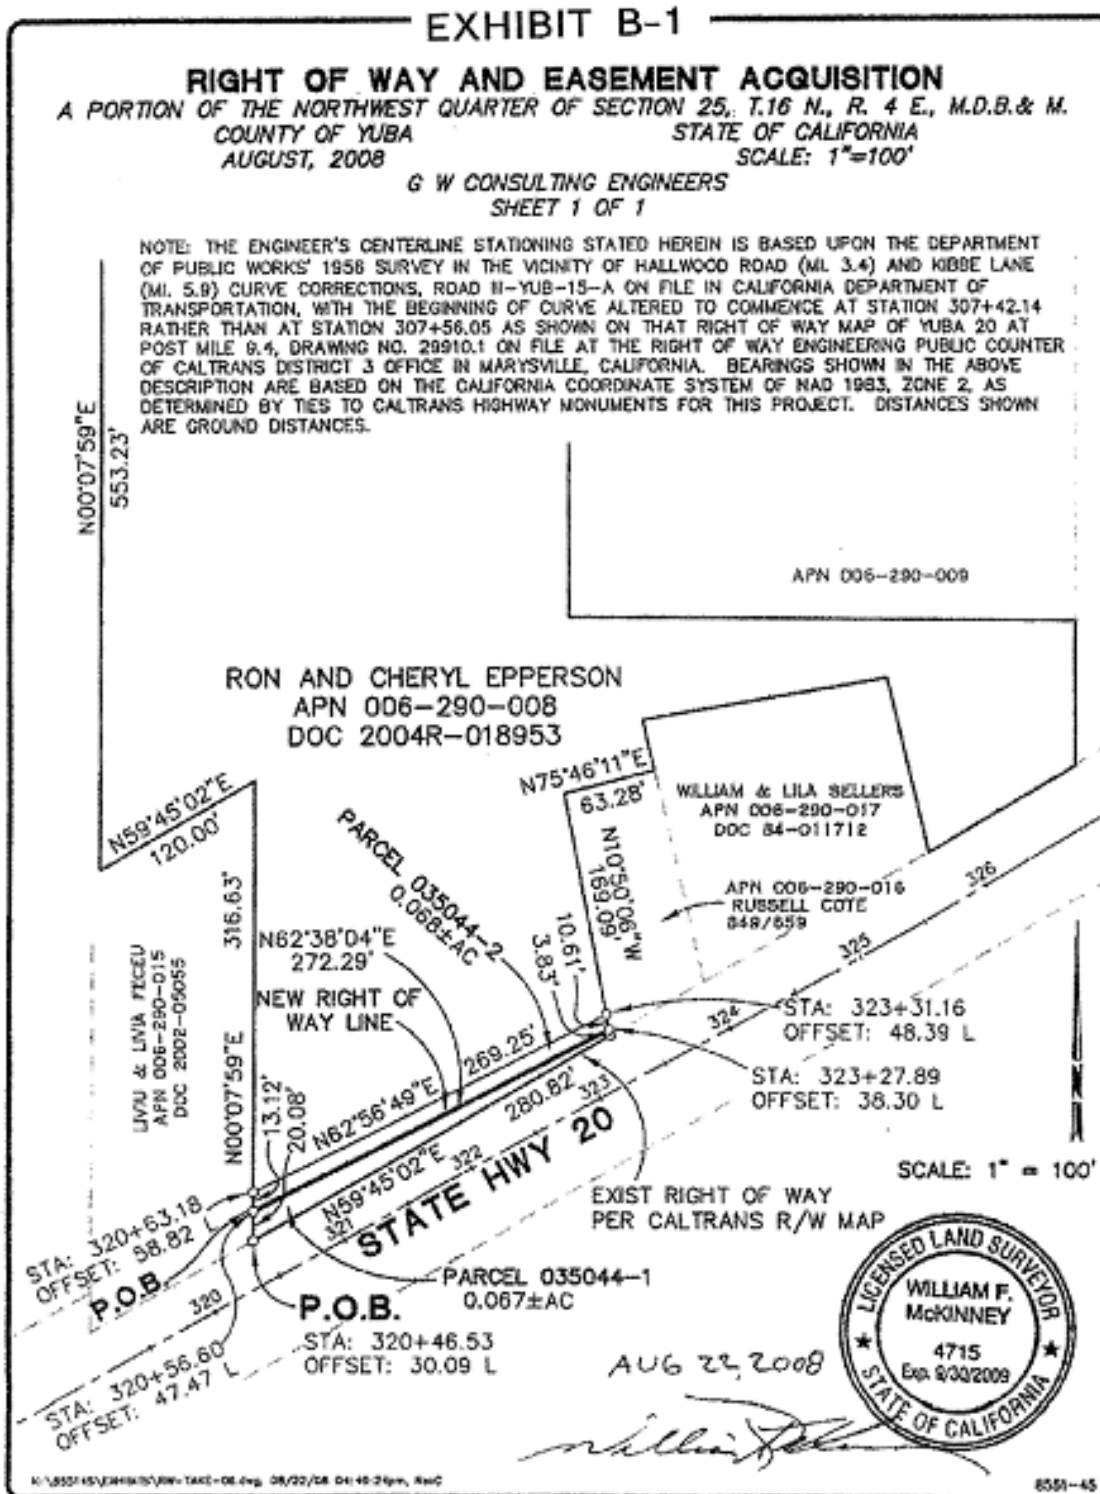 EXHIBIT B-1
RIGHT OF WAY AND EASEMENT ACQUISITION
A PORTION OF THE NORTHWEST QUARTER OF SECTION 25, T.16 N., R. 4 E., M.D.B.& M.
COUNTY OF YUBA
STATE OF CALIFORNIA
AUGUST, 2008
SCALE: 1"=100'
G W CONSULTING ENGINEERS
SHEET 1 OF 1
NOTE: THE ENGINEER'S CENTERLINE STATIONING STATED HEREIN IS BASED UPON THE DEPARTMENT
OF PUBLIC WORKS' 1956 SURVEY IN THE VICINITY OF HALLWOOD ROAD (MI. 3.4) AND KIBBE LANE
(MI. 5.9) CURVE CORRECTIONS, ROAD III-YUB-15-A ON FILE IN CALIFORNIA DEPARTMENT OF
TRANSPORTATION, WITH THE BEGINNING OF CURVE ALTERED TO COMMENCE AT STATION 307+42.14
RATHER THAN AT STATION 307+56.05 AS SHOWN ON THAT RIGHT OF WAY MAP OF YUBA 20 AT
POST MILE 9.4, DRAWING NO. 29910.1 ON FILE AT THE RIGHT OF WAY ENGINEERING PUBLIC COUNTER
OF CALTRANS DISTRICT 3 OFFICE IN MARYSVILLE, CALIFORNIA. BEARINGS SHOWN IN THE ABOVE
DESCRIPTION ARE BASED ON THE CALIFORNIA COORDINATE SYSTEM OF NAD 1983, ZONE 2, AS
DETERMINED BY TIES TO CALTRANS HIGHWAY MONUMENTS FOR THIS PROJECT. DISTANCES SHOWN
ARE GROUND DISTANCES.
N00°07'59"E
553.23'
APN 006-290-009
RON AND CHERYL EPPERSON
APN 006-290-008
DOC 2004R-018953
N59°45'02"E
120.00'
N75°46'11"E
63.28'
WILLIAM & LILA SELLERS
APN 006-290-017
DOC 84-011712
N10°50'06"W
169.09'
APN 006-290-016
RUSSELL COTE
849/659
PARCEL 035044-2
0.068±AC
316.63'
N00°07'59"E
LIVIU & LIVIA FECEU
APN 006-290-015
DOC 2002-05055
N62°38'04"E
272.29'
NEW RIGHT OF
WAY LINE
10.61'
3.83'
STA: 323+31.16
OFFSET: 48.39 L
STA: 323+27.89
OFFSET: 38.30 L
13.12'
20.08'
N62°56'49"E
269.25'
N59°45'02"E
280.82'
320
321
322
323
324
325
326
STATE HWY 20
EXIST RIGHT OF WAY
PER CALTRANS R/W MAP
SCALE: 1" = 100'
STA: 320+63.18
OFFSET: 58.82 L
P.O.B.
PARCEL 035044-1
0.067±AC
P.O.B.
STA: 320+46.53
OFFSET: 30.09 L
STA: 320+56.60
OFFSET: 47.47 L
AUG 22, 2008
LICENSED LAND SURVEYOR
WILLIAM F.
McKINNEY
4715
Exp. 9/30/2009
STATE OF CALIFORNIA
8551-45